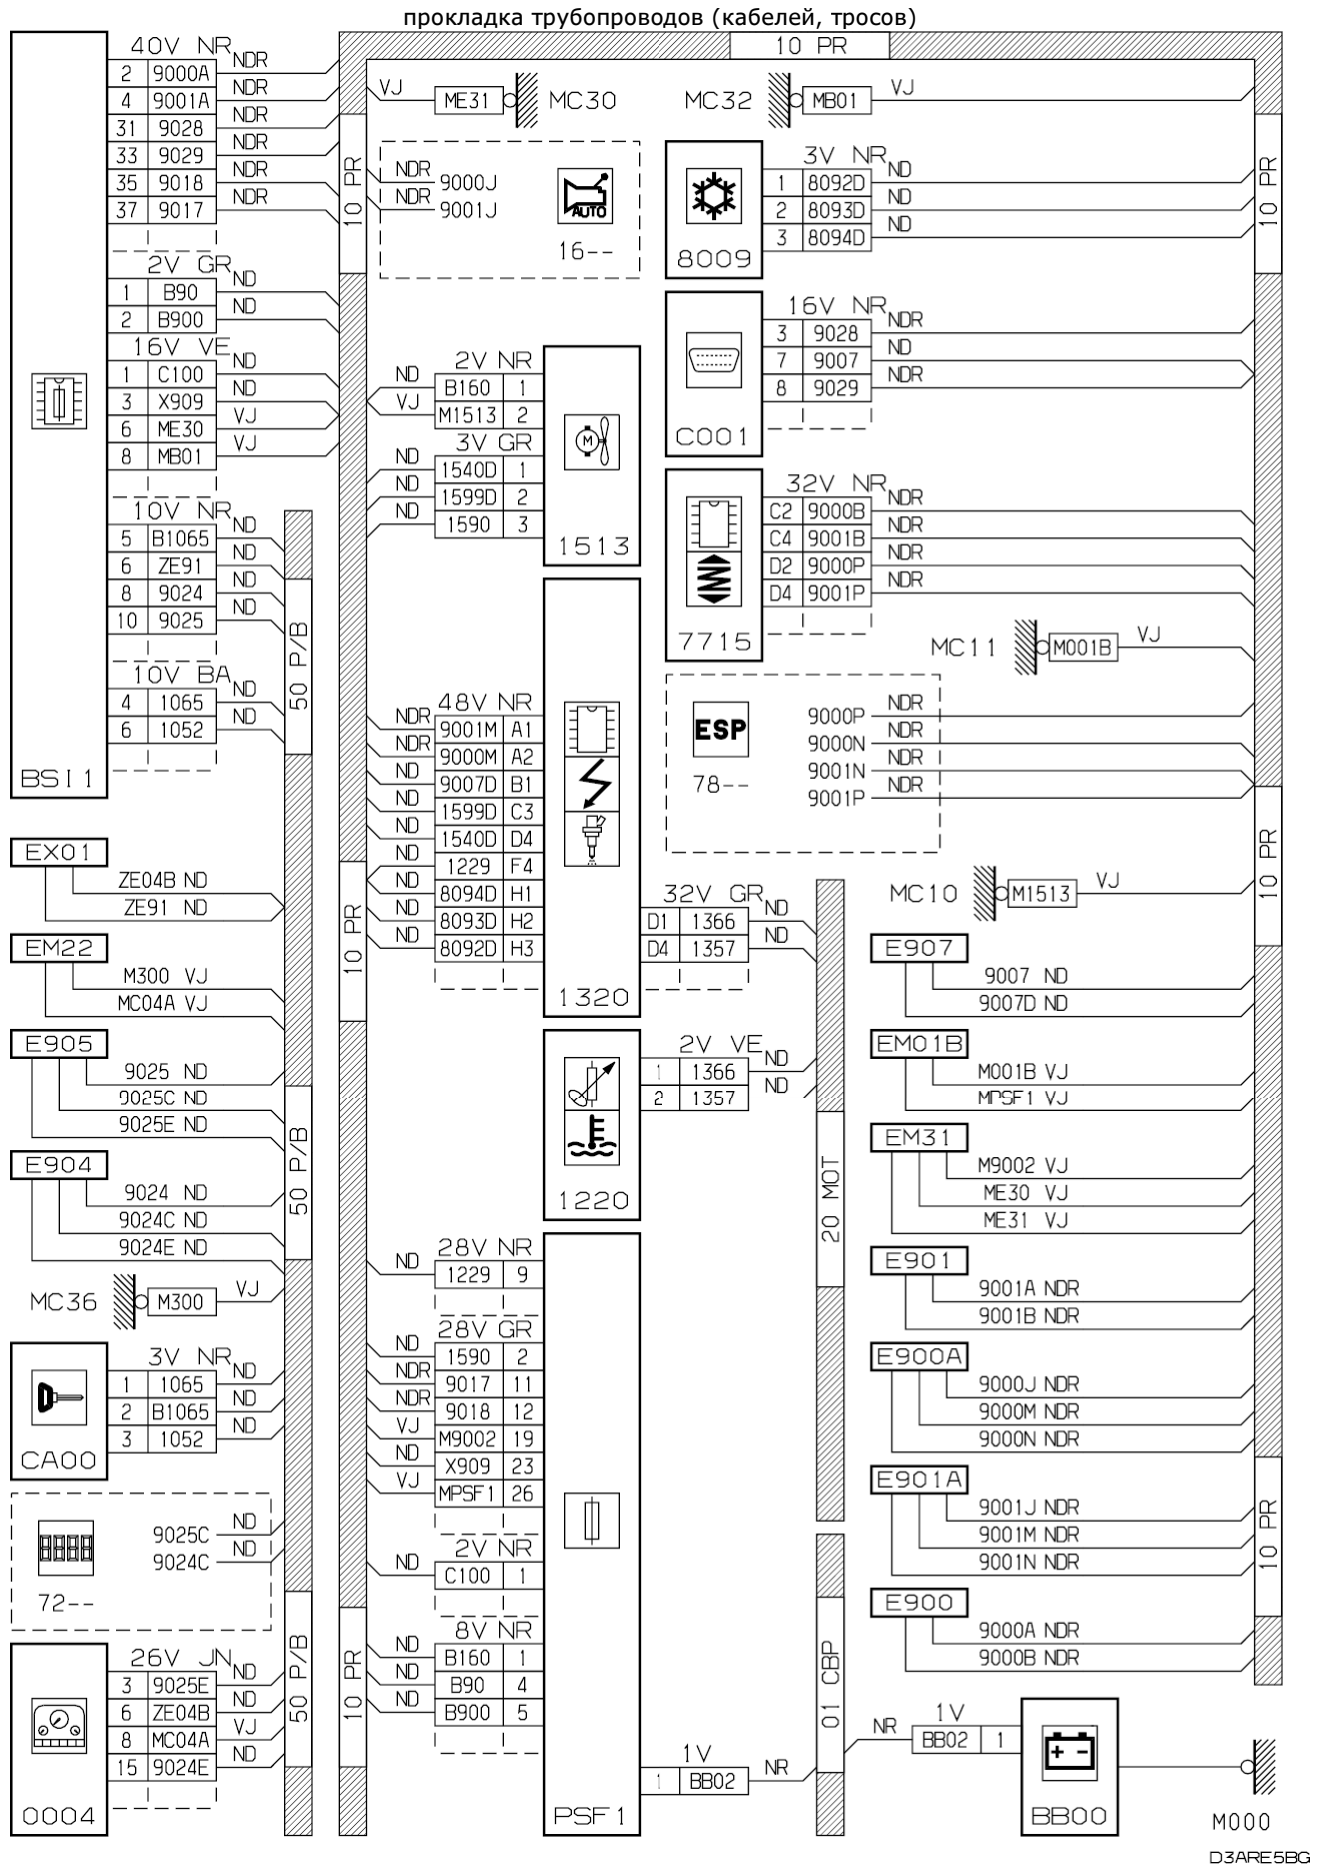 прокладка трубопроводов (кабелей, тросов)
10 PR
40V NR
2 9000A NDR
4 9001A NDR
31 9028 NDR
33 9029 NDR
35 9018 NDR
37 9017 NDR
2V GR
1 B90 ND
2 B900 ND
16V VE
1 C100 ND
3 X909 ND
6 ME30 VJ
8 MB01 VJ
10V NR
5 B1065 ND
6 ZE91 ND
8 9024 ND
10 9025 ND
10V BA
4 1065 ND
6 1052 ND
BSI1
50 P/B
EX01
ZE04B ND
ZE91 ND
EM22
M300 VJ
MC04A VJ
E905
9025 ND
9025C ND
9025E ND
E904
9024 ND
9024C ND
9024E ND
50 P/B
MC36 M300 VJ
3V NR
1 1065 ND
2 B1065 ND
3 1052 ND
CA00
9025C ND
9024C ND
72--
26V JN
3 9025E ND
6 ZE04B ND
8 MC04A VJ
15 9024E ND
0004
50 P/B
10 PR
VJ ME31 MC30
NDR 9000J
NDR 9001J
AUTO
16--
2V NR
ND B160 1
VJ M1513 2
3V GR
ND 1540D 1
ND 1599D 2
ND 1590 3
M
1513
48V NR
NDR 9001M A1
NDR 9000M A2
ND 9007D B1
ND 1599D C3
ND 1540D D4
ND 1229 F4
ND 8094D H1
ND 8093D H2
ND 8092D H3
10 PR
1320
32V GR
D1 1366 ND
D4 1357 ND
2V VE
1 1366 ND
2 1357 ND
1220
20 MOT
28V NR
ND 1229 9
28V GR
ND 1590 2
NDR 9017 11
NDR 9018 12
VJ M9002 19
ND X909 23
VJ MPSF1 26
2V NR
ND C100 1
8V NR
ND B160 1
ND B90 4
ND B900 5
10 PR
PSF1
1V
1 BB02 NR
01 CBP
MC32 MB01 VJ
10 PR
3V NR
1 8092D ND
2 8093D ND
3 8094D ND
8009
16V NR
3 9028 NDR
7 9007 ND
8 9029 NDR
C001
32V NR
C2 9000B NDR
C4 9001B NDR
D2 9000P NDR
D4 9001P NDR
7715
MC11 M001B VJ
ESP
78--
9000P NDR
9000N NDR
9001N NDR
9001P NDR
10 PR
MC10 M1513 VJ
E907
9007 ND
9007D ND
EM01B
M001B VJ
MPSF1 VJ
EM31
M9002 VJ
ME30 VJ
ME31 VJ
E901
9001A NDR
9001B NDR
E900A
9000J NDR
9000M NDR
9000N NDR
E901A
9001J NDR
9001M NDR
9001N NDR
10 PR
E900
9000A NDR
9000B NDR
1V
NR BB02 1
+ -
BB00
M000
D3ARE5BG